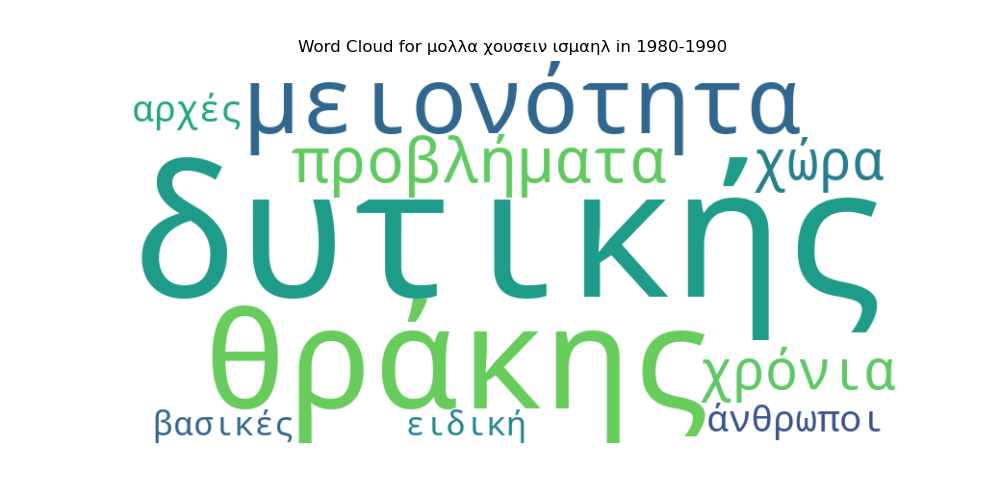 Word Cloud for μολλα χουσειν ισμαηλ in 1980-1990
αρχές μειονότητα
προβλήματα χώρα
δυτικής
θράκης
χρόνια
βασικές ειδική άνθρωποι